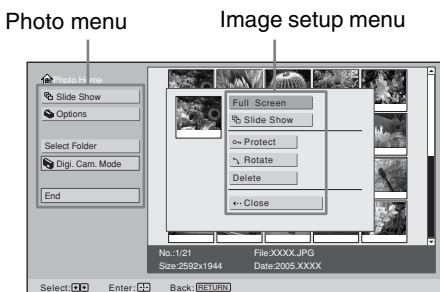 Photo menu
Image setup menu
Photo Home
Slide Show
Options
Select Folder
Digi. Cam. Mode
End
Full Screen
Slide Show
Protect
Rotate
Delete
Close
No.:1/21 File:XXXX.JPG
Size:2592x1944 Date:2005.XXXX
Select: Enter: Back: RETURN